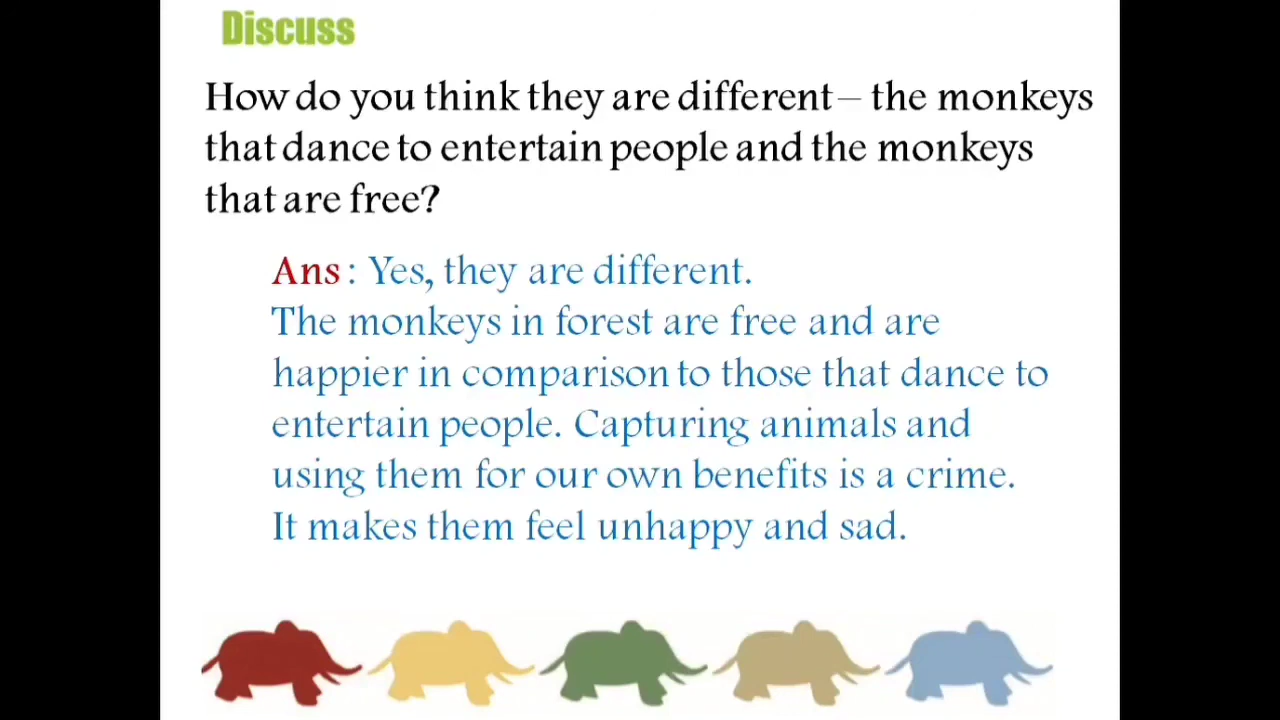 Discuss
How do you think they are different – the monkeys
that dance to entertain people and the monkeys
that are free?
Ans : Yes, they are different.
The monkeys in forest are free and are
happier in comparison to those that dance to
entertain people. Capturing animals and
using them for our own benefits is a crime.
It makes them feel unhappy and sad.